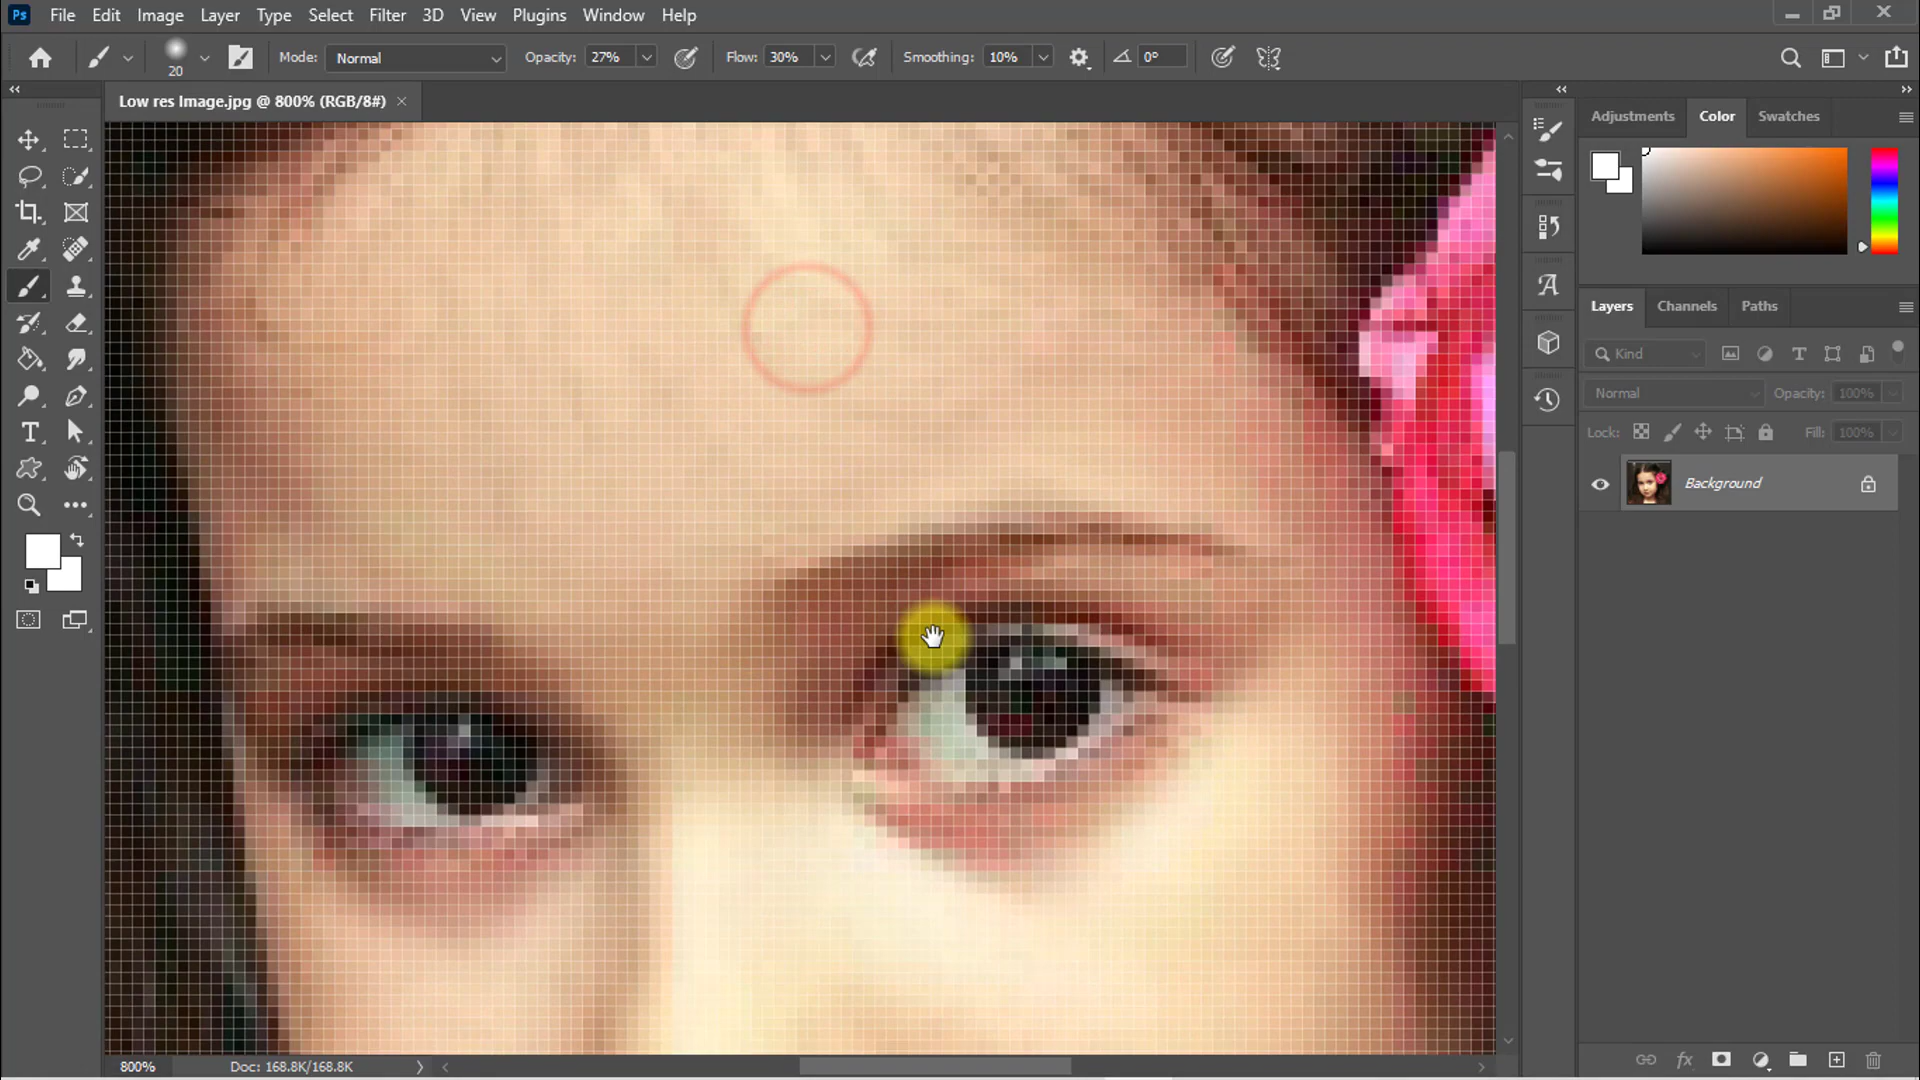 Ps File Edit Image Layer Type Select Filter 3D View Plugins Window Help
20 Mode: Normal Opacity: 27% Flow: 30% Smoothing: 10% 0°
Low res Image.jpg @ 800% (RGB/8#)
Adjustments Color Swatches
Layers Channels Paths
Kind
Normal Opacity: 100%
Lock: Fill: 100%
Background
800% Doc: 168.8K/168.8K